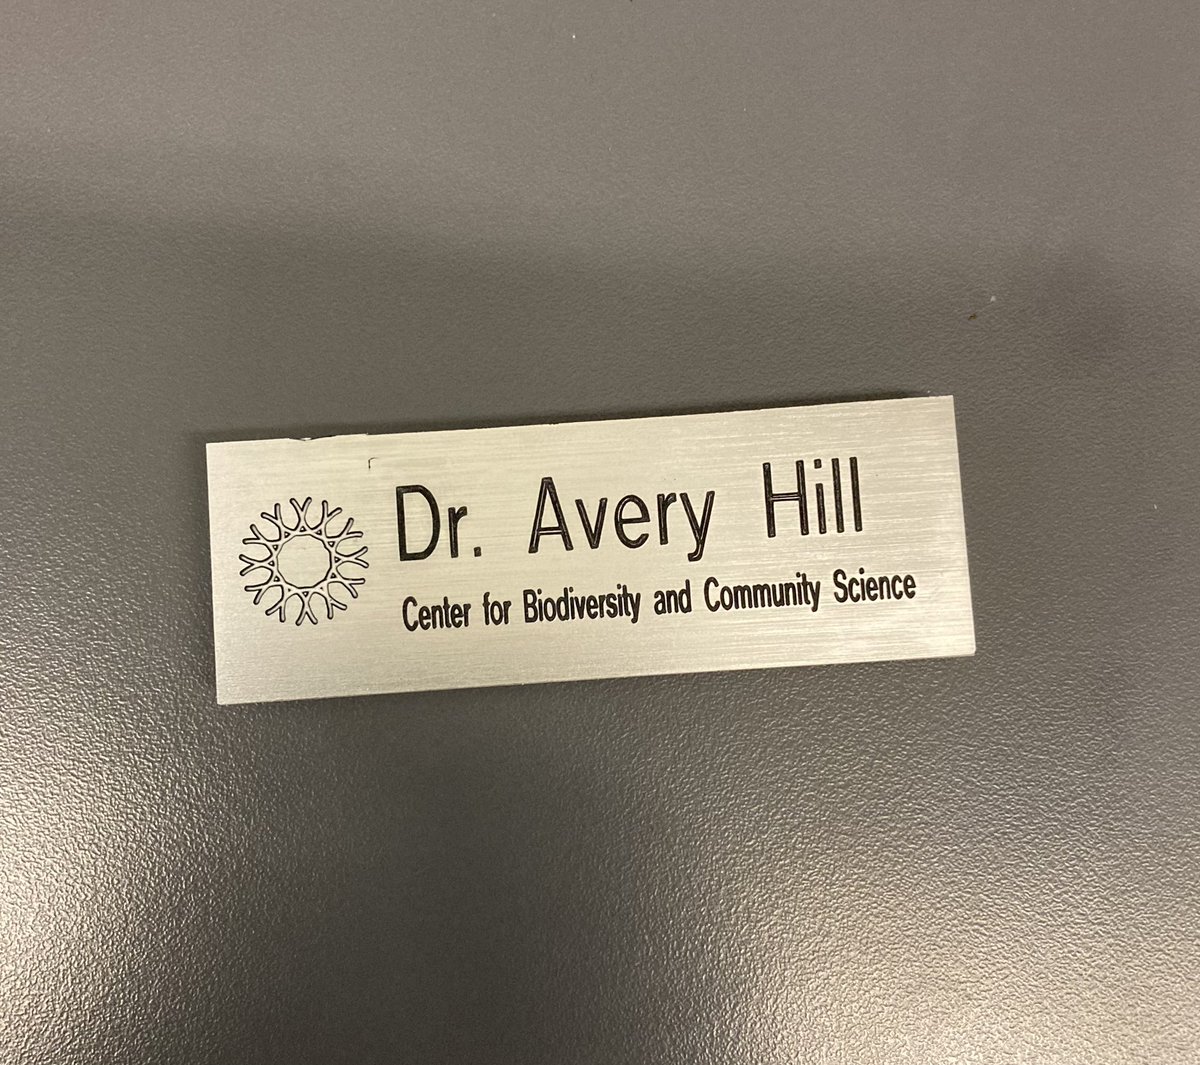 Dr. Avery Hill
Center for Biodiversity and Community Science